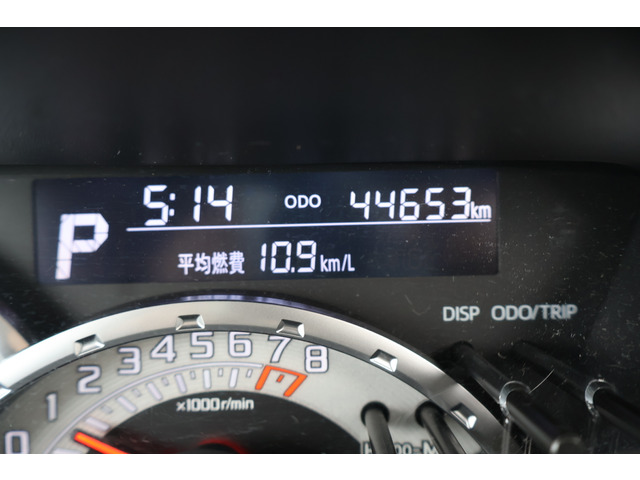 5:14 ODO 44653km
P
平均燃費 10.9km/L
DISP ODO/TRIP
0 1 2 3 4 5 6 7 8
×1000r/min